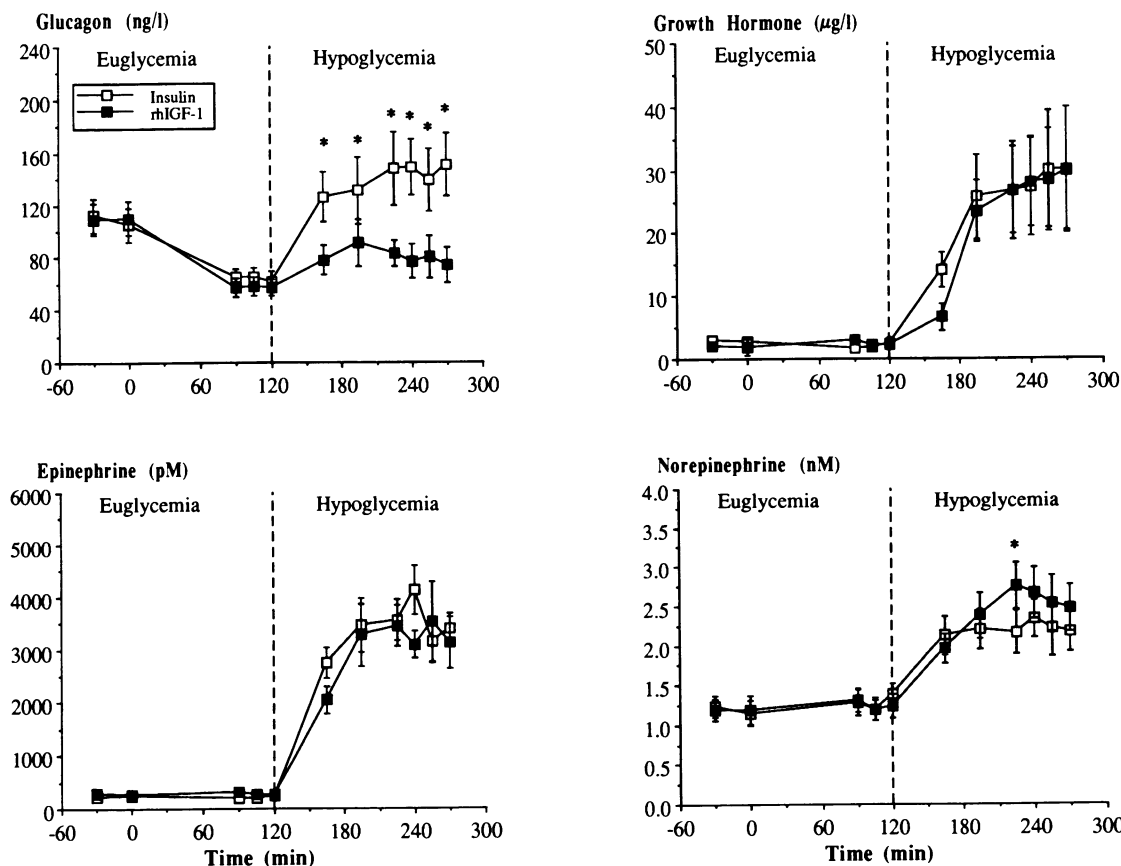 Glucagon (ng/l)
240
200
160
120
80
40
0
Euglycemia
Hypoglycemia
Insulin
rhIGF-1
* * * * * *
-60 0 60 120 180 240 300
Growth Hormone (µg/l)
50
40
30
20
10
0
Euglycemia
Hypoglycemia
-60 0 60 120 180 240 300
Epinephrine (pM)
6000
5000
4000
3000
2000
1000
0
Euglycemia
Hypoglycemia
-60 0 60 120 180 240 300
Time (min)
Norepinephrine (nM)
4.0
3.5
3.0
2.5
2.0
1.5
1.0
0.5
0.0
Euglycemia
Hypoglycemia
*
-60 0 60 120 180 240 300
Time (min)